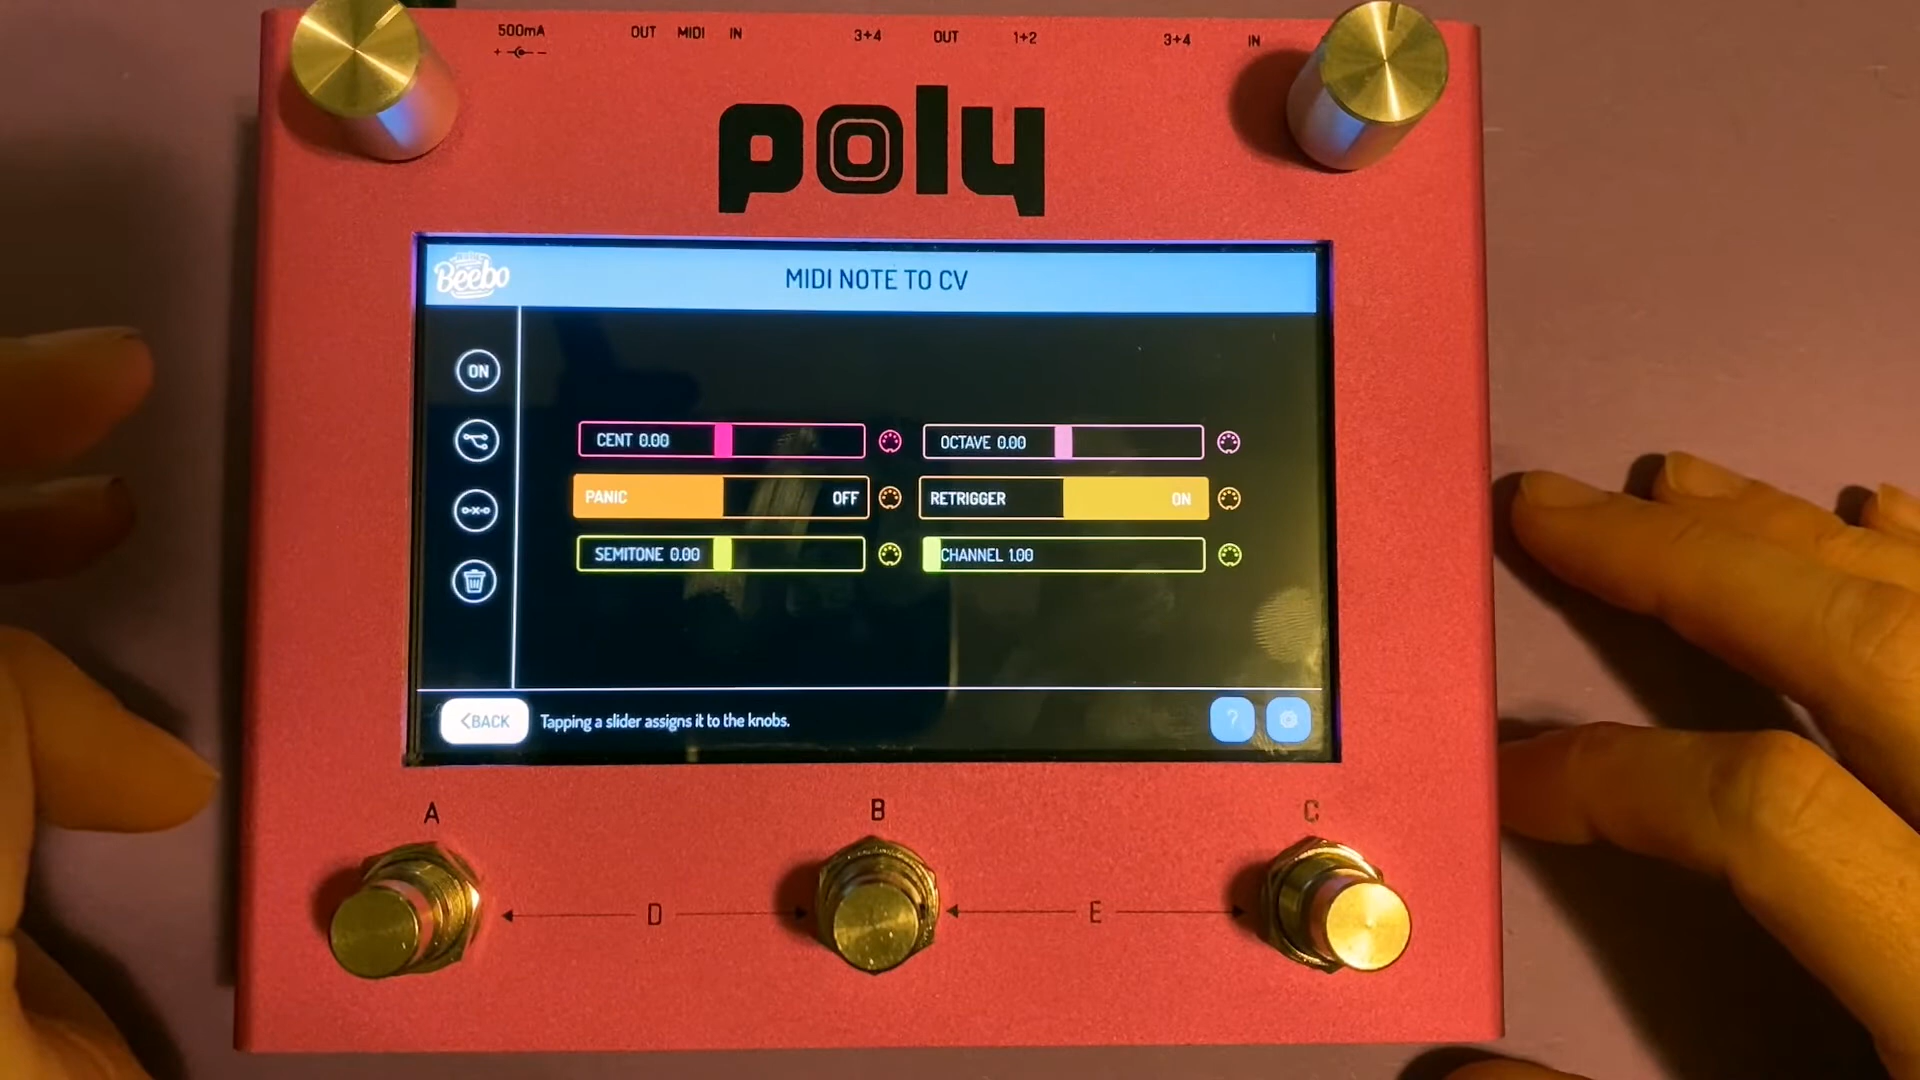 500mA
OUT MIDI IN
3+4 OUT 1+2
3+4 IN
poly
Beebo
MIDI NOTE TO CV
ON
CENT 0.00
OCTAVE 0.00
PANIC OFF
RETRIGGER ON
SEMITONE 0.00
CHANNEL 1.00
<BACK
Tapping a slider assigns it to the knobs.
?
A B C
D E